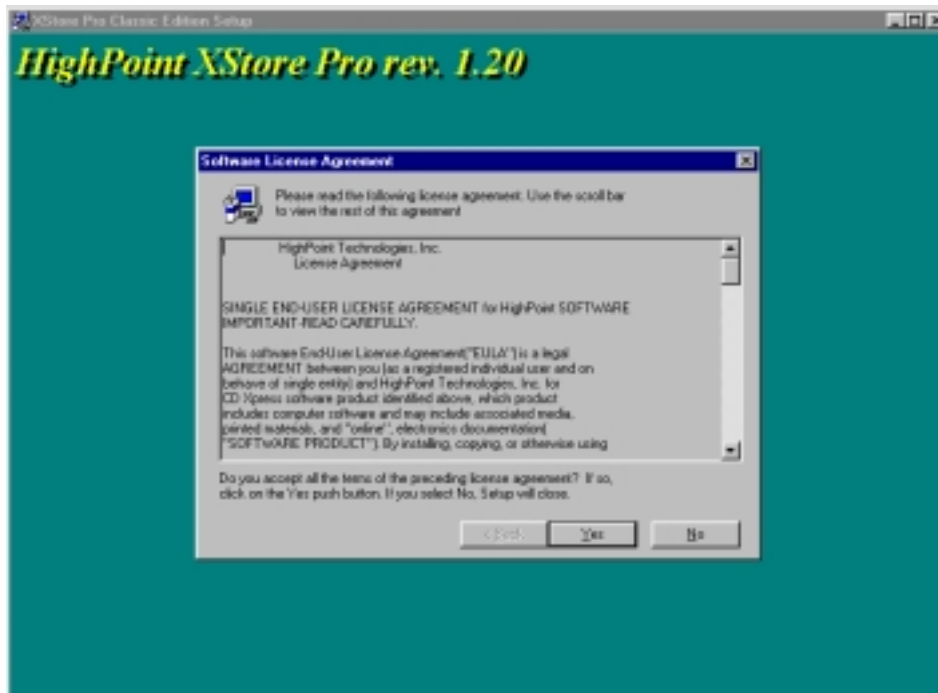 XStore Pro Classic Edition Setup
HighPoint XStore Pro rev. 1.20
Software License Agreement
Please read the following license agreement. Use the scroll bar
to view the rest of this agreement
HighPoint Technologies, Inc.
License Agreement
SINGLE END-USER LICENSE AGREEMENT for HighPoint SOFTWARE
IMPORTANT-READ CAREFULLY.
This software End-User License Agreement("EULA") is a legal
AGREEMENT between you (as a registered individual user and on
behave of single entity) and HighPoint Technologies, Inc. for
CD Xpress software product identified above, which product
includes computer software and may include associated media,
printed materials, and "online", electronics documentation(
"SOFTWARE PRODUCT"). By installing, copying, or otherwise using
Do you accept all the terms of the preceding license agreement? If so,
click on the Yes push button. If you select No, Setup will close.
< Back
Yes
No